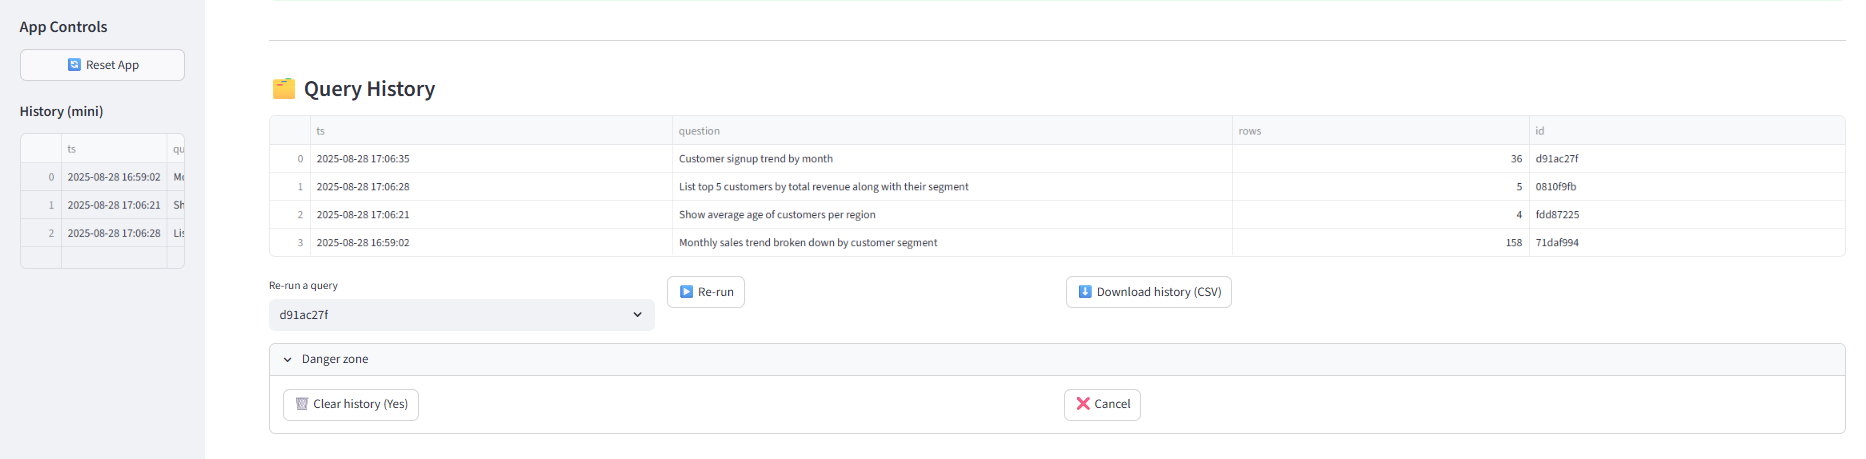 App Controls
Reset App
History (mini)
ts qu
0 2025-08-28 16:59:02 Mo
1 2025-08-28 17:06:21 Sh
2 2025-08-28 17:06:28 Lis
Query History
ts question rows id
0 2025-08-28 17:06:35 Customer signup trend by month 36 d91ac27f
1 2025-08-28 17:06:28 List top 5 customers by total revenue along with their segment 5 0810f9fb
2 2025-08-28 17:06:21 Show average age of customers per region 4 fdd87225
3 2025-08-28 16:59:02 Monthly sales trend broken down by customer segment 158 71daf994
Re-run a query
d91ac27f
Re-run
Download history (CSV)
Danger zone
Clear history (Yes)
Cancel